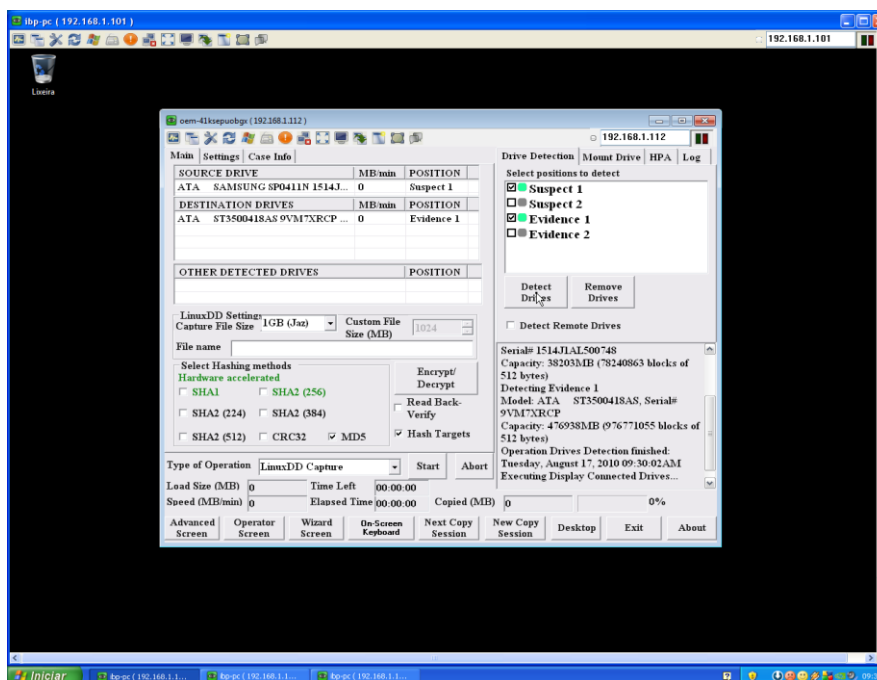 ibp-pc ( 192.168.1.101 )
192.168.1.101
Lixeira
oem-41ksepuobgx ( 192.168.1.112 )
192.168.1.112
Main Settings Case Info
SOURCE DRIVE MB/min POSITION
ATA SAMSUNG SP0411N 1514J... 0 Suspect 1
DESTINATION DRIVES MB/min POSITION
ATA ST3500418AS 9VM7XRCP ... 0 Evidence 1
OTHER DETECTED DRIVES POSITION
LinuxDD Settings
Capture File Size 1GB (Jaz) Custom File Size (MB) 1024
File name
Select Hashing methods
Hardware accelerated
SHA1 SHA2 (256)
SHA2 (224) SHA2 (384)
SHA2 (512) CRC32 MD5
Encrypt/
Decrypt
Read Back-
Verify
Hash Targets
Type of Operation LinuxDD Capture Start Abort
Drive Detection Mount Drive HPA Log
Select positions to detect
Suspect 1
Suspect 2
Evidence 1
Evidence 2
Detect Drives
Remove Drives
Detect Remote Drives
Serial# 1514J1AL500748
Capacity: 38203MB (78240863 blocks of
512 bytes)
Detecting Evidence 1
Model: ATA ST3500418AS, Serial#
9VM7XRCP
Capacity: 476938MB (976771055 blocks of
512 bytes)
Operation Drives Detection finished:
Tuesday, August 17, 2010 09:30:02AM
Executing Display Connected Drives...
Load Size (MB) 0 Time Left 00:00:00
Speed (MB/min) 0 Elapsed Time 00:00:00 Copied (MB) 0 0%
Advanced Screen
Operator Screen
Wizard Screen
On-Screen Keyboard
Next Copy Session
New Copy Session
Desktop
Exit
About
Iniciar ibp-pc ( 192.168.1.1... ibp-pc ( 192.168.1.1... ibp-pc ( 192.168.1.1...